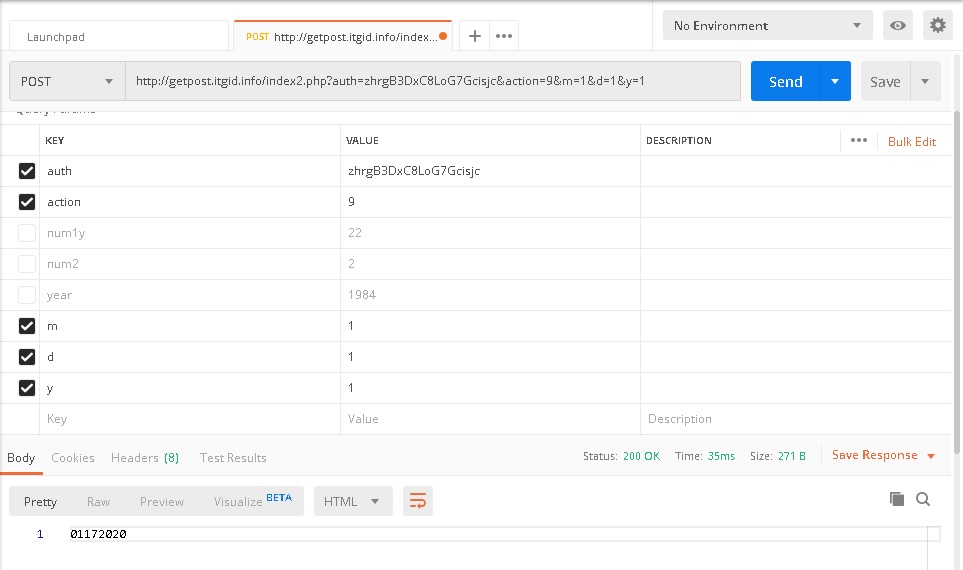 Launchpad
POST http://getpost.itgid.info/index...
No Environment
POST http://getpost.itgid.info/index2.php?auth=zhrgB3DxC8LoG7Gcisjc&action=9&m=1&d=1&y=1 Send Save
Query Params
KEY VALUE DESCRIPTION Bulk Edit
auth zhrgB3DxC8LoG7Gcisjc
action 9
num1y 22
num2 2
year 1984
m 1
d 1
y 1
Key Value Description
Body Cookies Headers (8) Test Results Status: 200 OK Time: 35ms Size: 271 B Save Response
Pretty Raw Preview Visualize BETA HTML
1 01172020